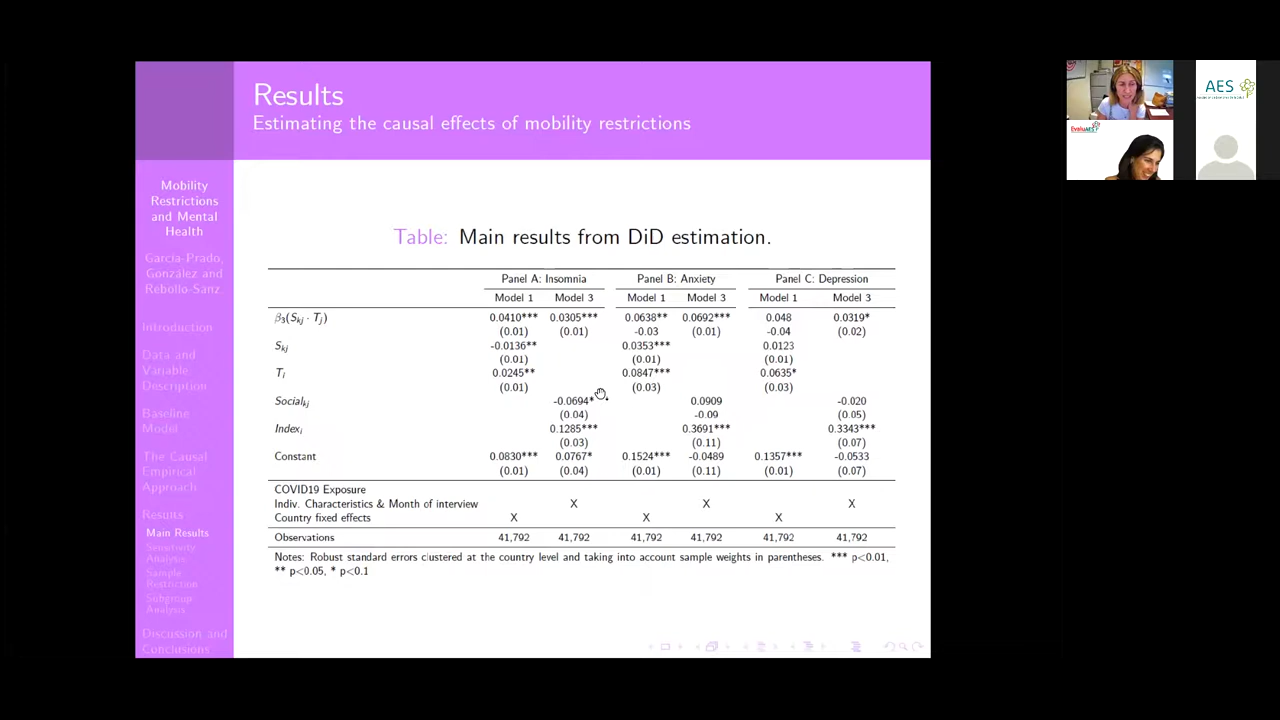 Results
Estimating the causal effects of mobility restrictions
Mobility
Restrictions
and Mental
Health
García-Prado,
González and
Rebollo-Sanz.
Introduction
Data and
Variable
Description
Baseline
Model
The Causal
Empirical
Approach
Results
Main Results
Sensitivity
Analysis
Sample
Restriction
Subgroup
Analysis
Discussion and
Conclusions
Table: Main results from DiD estimation.
Panel A: Insomnia Panel B: Anxiety Panel C: Depression
Model 1 Model 3 Model 1 Model 3 Model 1 Model 3
β3(Skj · Tj) 0.0410*** 0.0305*** 0.0638** 0.0692*** 0.048 0.0319*
(0.01) (0.01) -0.03 (0.01) -0.04 (0.02)
Skj -0.0136** 0.0353*** 0.0123
(0.01) (0.01) (0.01)
Ti 0.0245** 0.0847*** 0.0635*
(0.01) (0.03) (0.03)
Socialkj -0.0694* 0.0909 -0.020
(0.04) -0.09 (0.05)
Indexi 0.1285*** 0.3691*** 0.3343***
(0.03) (0.11) (0.07)
Constant 0.0830*** 0.0767* 0.1524*** -0.0489 0.1357*** -0.0533
(0.01) (0.04) (0.01) (0.11) (0.01) (0.07)
COVID19 Exposure
Indiv. Characteristics & Month of interview X X X
Country fixed effects X X X
Observations 41,792 41,792 41,792 41,792 41,792 41,792
Notes: Robust standard errors clustered at the country level and taking into account sample weights in parentheses. *** p<0.01,
** p<0.05, * p<0.1
AES
EvaluAES